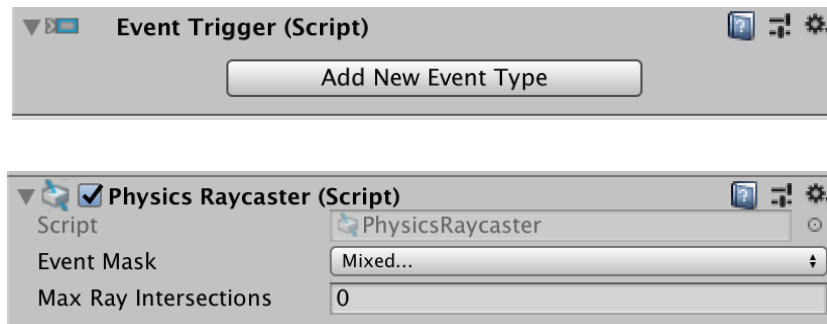 Event Trigger (Script)
Add New Event Type
Physics Raycaster (Script)
Script PhysicsRaycaster
Event Mask Mixed...
Max Ray Intersections 0